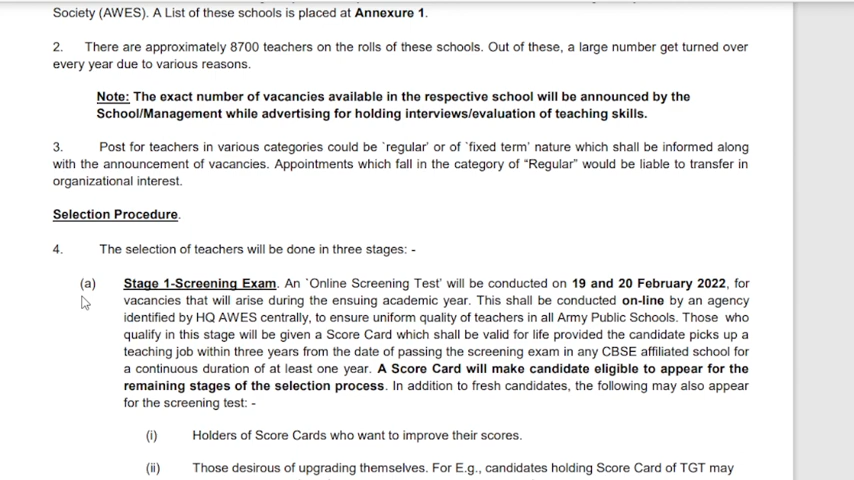 Society (AWES). A List of these schools is placed at Annexure 1.
2. There are approximately 8700 teachers on the rolls of these schools. Out of these, a large number get turned over
every year due to various reasons.
Note: The exact number of vacancies available in the respective school will be announced by the
School/Management while advertising for holding interviews/evaluation of teaching skills.
3. Post for teachers in various categories could be `regular' or of `fixed term' nature which shall be informed along
with the announcement of vacancies. Appointments which fall in the category of “Regular” would be liable to transfer in
organizational interest.
Selection Procedure.
4. The selection of teachers will be done in three stages: -
(a) Stage 1-Screening Exam. An `Online Screening Test' will be conducted on 19 and 20 February 2022, for
vacancies that will arise during the ensuing academic year. This shall be conducted on-line by an agency
identified by HQ AWES centrally, to ensure uniform quality of teachers in all Army Public Schools. Those who
qualify in this stage will be given a Score Card which shall be valid for life provided the candidate picks up a
teaching job within three years from the date of passing the screening exam in any CBSE affiliated school for
a continuous duration of at least one year. A Score Card will make candidate eligible to appear for the
remaining stages of the selection process. In addition to fresh candidates, the following may also appear
for the screening test: -
(i) Holders of Score Cards who want to improve their scores.
(ii) Those desirous of upgrading themselves. For E.g., candidates holding Score Card of TGT may